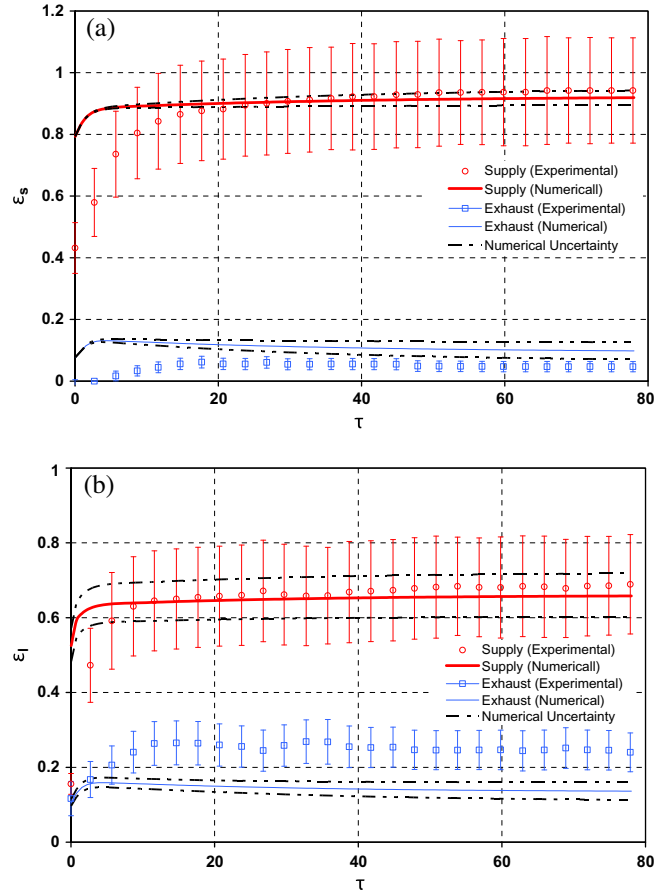 (a)
1.2
1
0.8
0.6
0.4
0.2
0
εs
Supply (Experimental)
Supply (Numericall)
Exhaust (Experimental)
Exhaust (Numerical)
Numerical Uncertainty
0 20 40 60 80
τ
(b)
1
0.8
0.6
0.4
0.2
0
εl
Supply (Experimental)
Supply (Numericall)
Exhaust (Experimental)
Exhaust (Numerical)
Numerical Uncertainty
0 20 40 60 80
τ